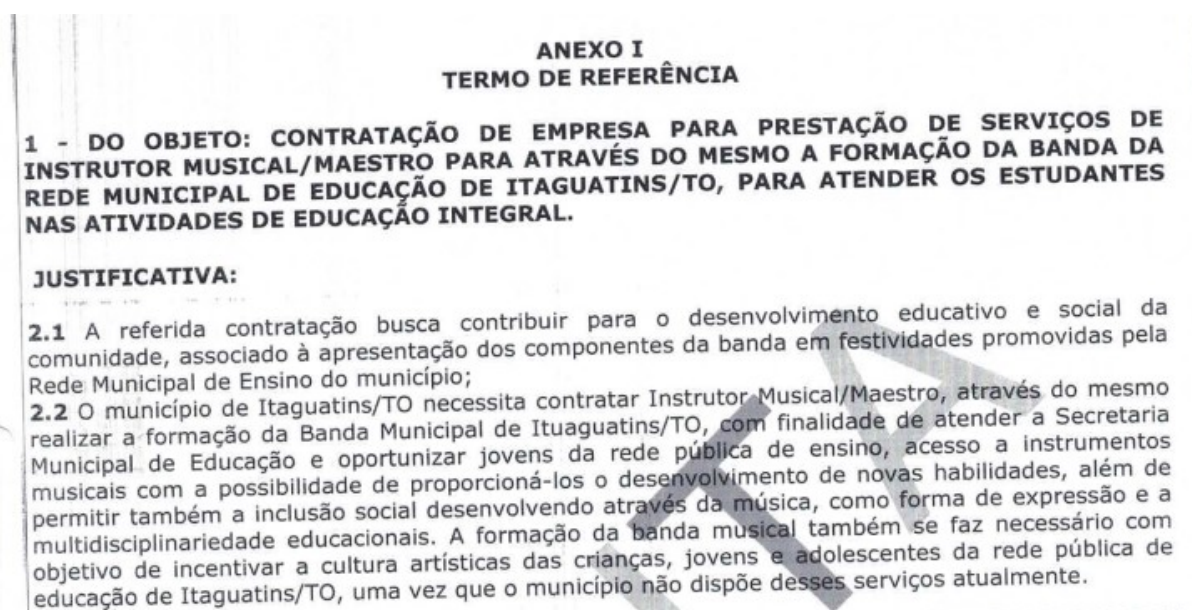 ANEXO I
TERMO DE REFERÊNCIA
1 - DO OBJETO: CONTRATAÇÃO DE EMPRESA PARA PRESTAÇÃO DE SERVIÇOS DE
INSTRUTOR MUSICAL/MAESTRO PARA ATRAVÉS DO MESMO A FORMAÇÃO DA BANDA DA
REDE MUNICIPAL DE EDUCAÇÃO DE ITAGUATINS/TO, PARA ATENDER OS ESTUDANTES
NAS ATIVIDADES DE EDUCAÇÃO INTEGRAL.
JUSTIFICATIVA:
2.1 A referida contratação busca contribuir para o desenvolvimento educativo e social da
comunidade, associado à apresentação dos componentes da banda em festividades promovidas pela
Rede Municipal de Ensino do município;
2.2 O município de Itaguatins/TO necessita contratar Instrutor Musical/Maestro, através do mesmo
realizar a formação da Banda Municipal de Ituaguatins/TO, com finalidade de atender a Secretaria
Municipal de Educação e oportunizar jovens da rede pública de ensino, acesso a instrumentos
musicais com a possibilidade de proporcioná-los o desenvolvimento de novas habilidades, além de
permitir também a inclusão social desenvolvendo através da música, como forma de expressão e a
multidisciplinariedade educacionais. A formação da banda musical também se faz necessário com
objetivo de incentivar a cultura artísticas das crianças, jovens e adolescentes da rede pública de
educação de Itaguatins/TO, uma vez que o município não dispõe desses serviços atualmente.